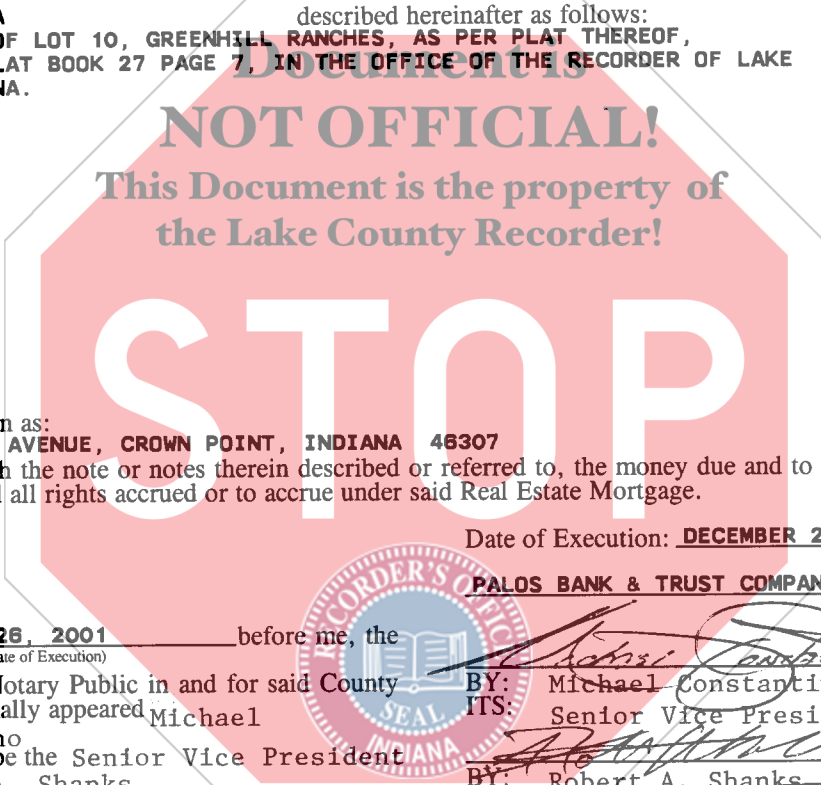 described hereinafter as follows:
OF LOT 10, GREENHILL RANCHES, AS PER PLAT THEREOF,
LAT BOOK 27 PAGE 7, IN THE OFFICE OF THE RECORDER OF LAKE
NA.
Document is
NOT OFFICIAL!
This Document is the property of
the Lake County Recorder!
STOP
n as:
AVENUE, CROWN POINT, INDIANA 46307
h the note or notes therein described or referred to, the money due and to
all rights accrued or to accrue under said Real Estate Mortgage.
Date of Execution: DECEMBER 2
PALOS BANK & TRUST COMPAN
26, 2001 before me, the
ate of Execution)
Notary Public in and for said County
ally appeared Michael
no
be the Senior Vice President
Shanks
BY: Michael Constanti
ITS: Senior Vice Presi
BY: Robert A. Shanks
RECORDER'S OFFIC
SEAL
INDIANA